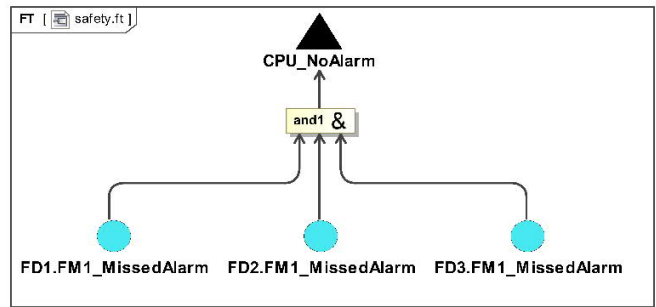 FT [ safety.ft ]
CPU_NoAlarm
and1 &
FD1.FM1_MissedAlarm FD2.FM1_MissedAlarm FD3.FM1_MissedAlarm